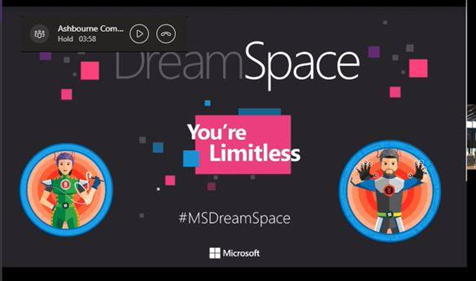 Ashbourne Com...
Hold 03:58
DreamSpace
You're
Limitless
#MSDreamSpace
Microsoft